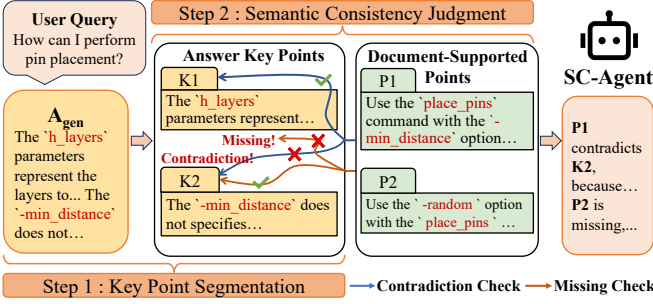 Step 2 : Semantic Consistency Judgment
User Query
How can I perform
pin placement?
A_gen
The `h_layers`
parameters
represent the
layers to... The
`-min_distance`
does not...
Answer Key Points
K1
The `h_layers`
parameters represent...
Missing!
Contradiction!
K2
The `-min_distance` does
not specifies...
Document-Supported
Points
P1
Use the `place_pins`
command with the `-
min_distance` option...
P2
Use the `-random ` option
with the ` place_pins ` ...
SC-Agent
P1
contradicts
K2,
because...
P2 is
missing,...
Step 1 : Key Point Segmentation
Contradiction Check
Missing Check